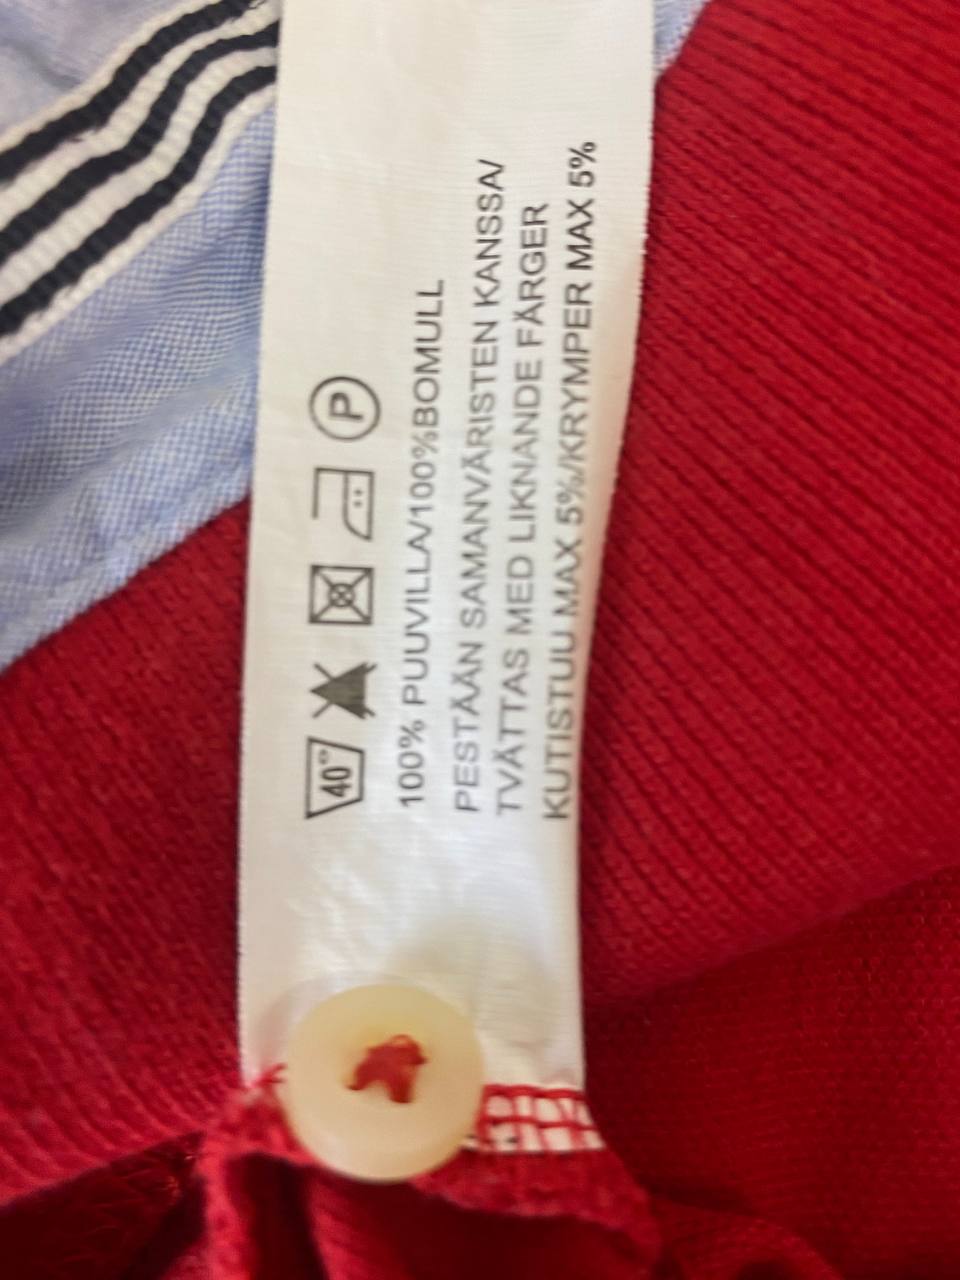 40°
P
100% PUUVILLA/100%BOMULL
PESTÄÄN SAMANVÄRISTEN KANSSA/
TVÄTTAS MED LIKNANDE FÄRGER
KUTISTUU MAX 5%/KRYMPER MAX 5%